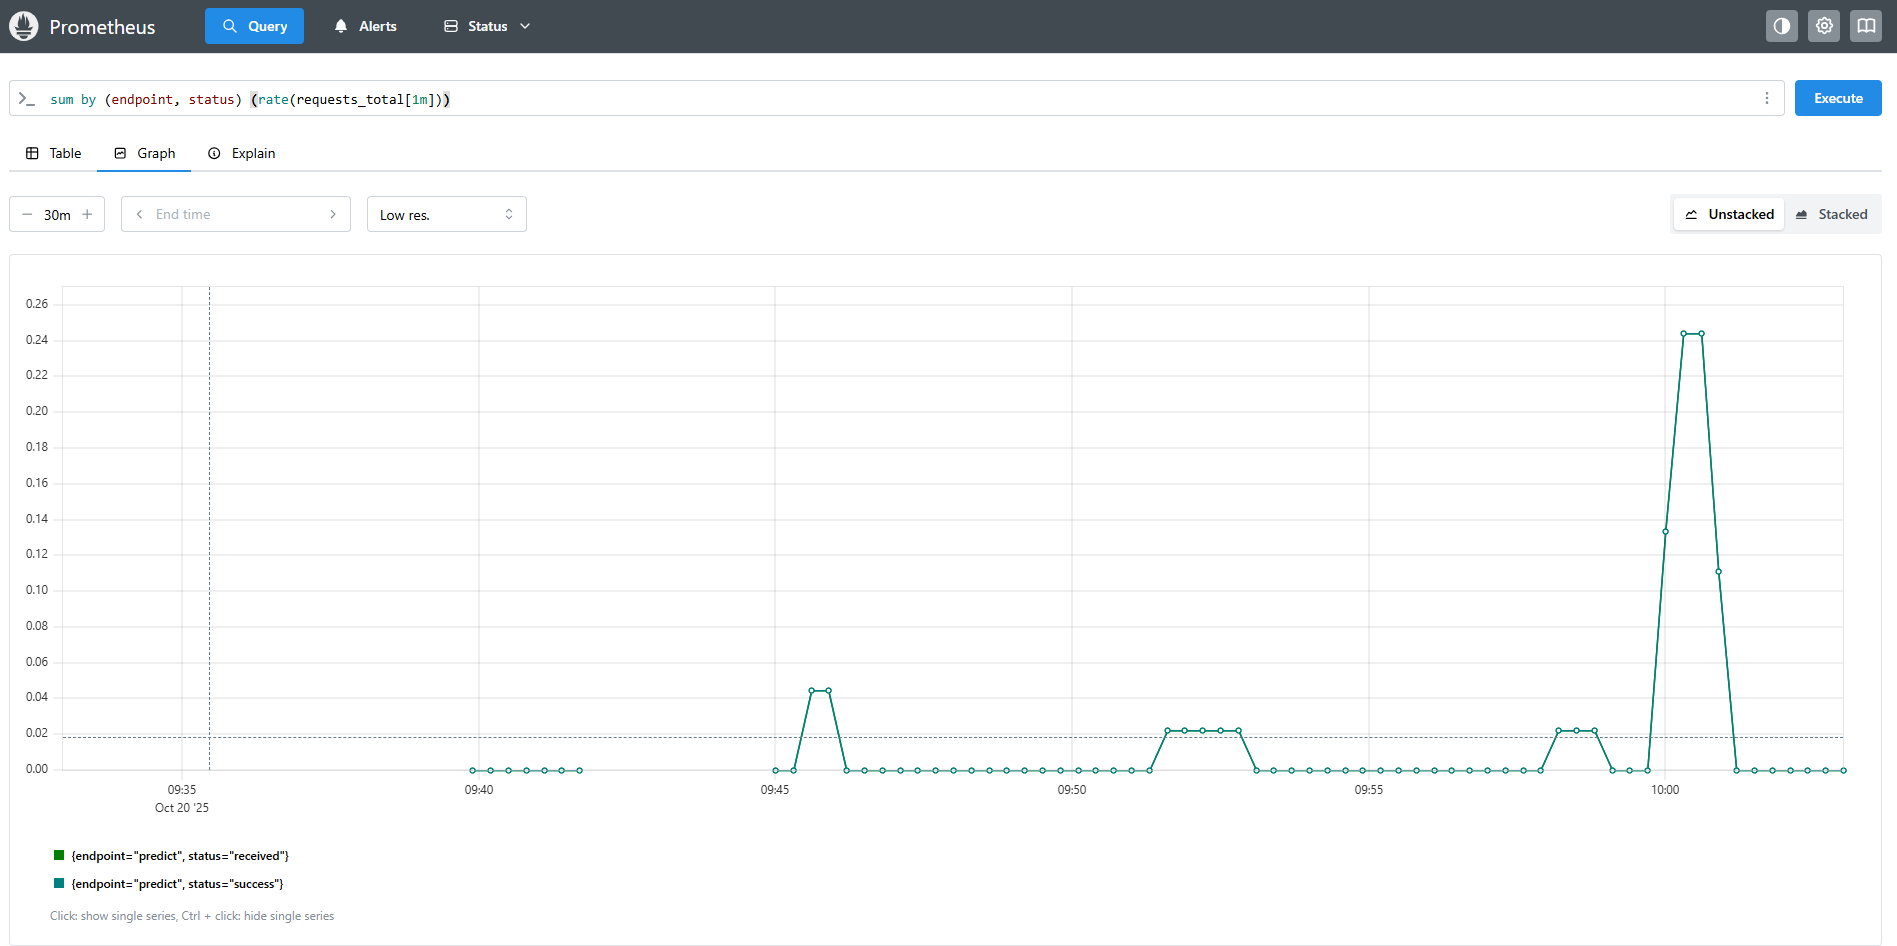 Prometheus
Query
Alerts
Status
sum by (endpoint, status) (rate(requests_total[1m]))
Execute
Table
Graph
Explain
30m
End time
Low res.
Unstacked
Stacked
0.26
0.24
0.22
0.20
0.18
0.16
0.14
0.12
0.10
0.08
0.06
0.04
0.02
0.00
09:35
09:40
09:45
09:50
09:55
10:00
Oct 20 '25
{endpoint="predict", status="received"}
{endpoint="predict", status="success"}
Click: show single series, Ctrl + click: hide single series